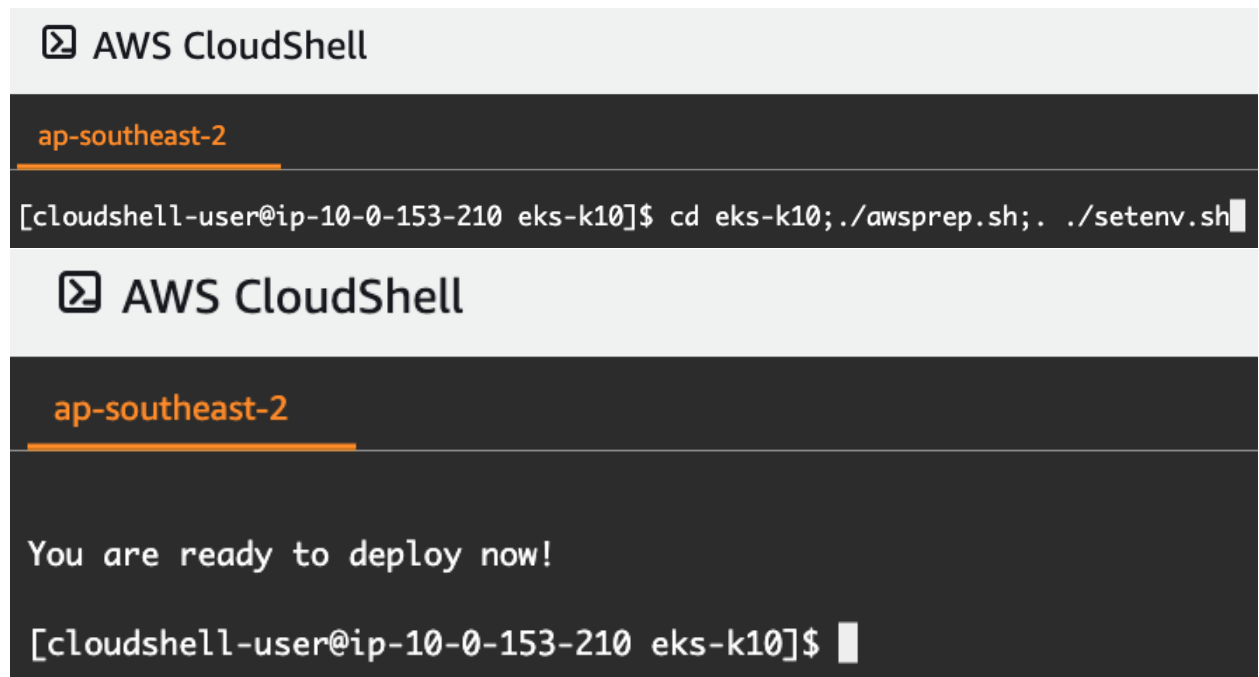 AWS CloudShell
ap-southeast-2
[cloudshell-user@ip-10-0-153-210 eks-k10]$ cd eks-k10;./awsprep.sh;. ./setenv.sh
AWS CloudShell
ap-southeast-2
You are ready to deploy now!
[cloudshell-user@ip-10-0-153-210 eks-k10]$